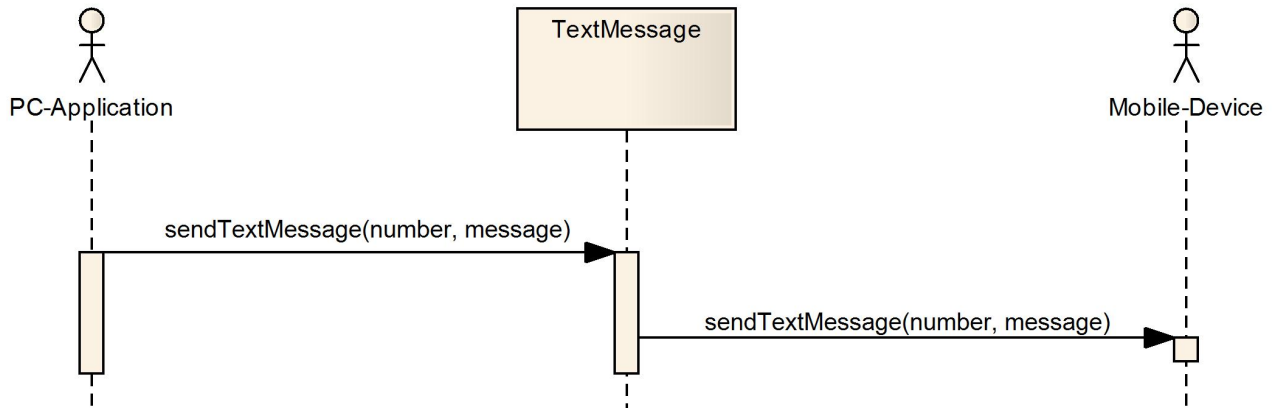 TextMessage
PC-Application
Mobile-Device
sendTextMessage(number, message)
sendTextMessage(number, message)